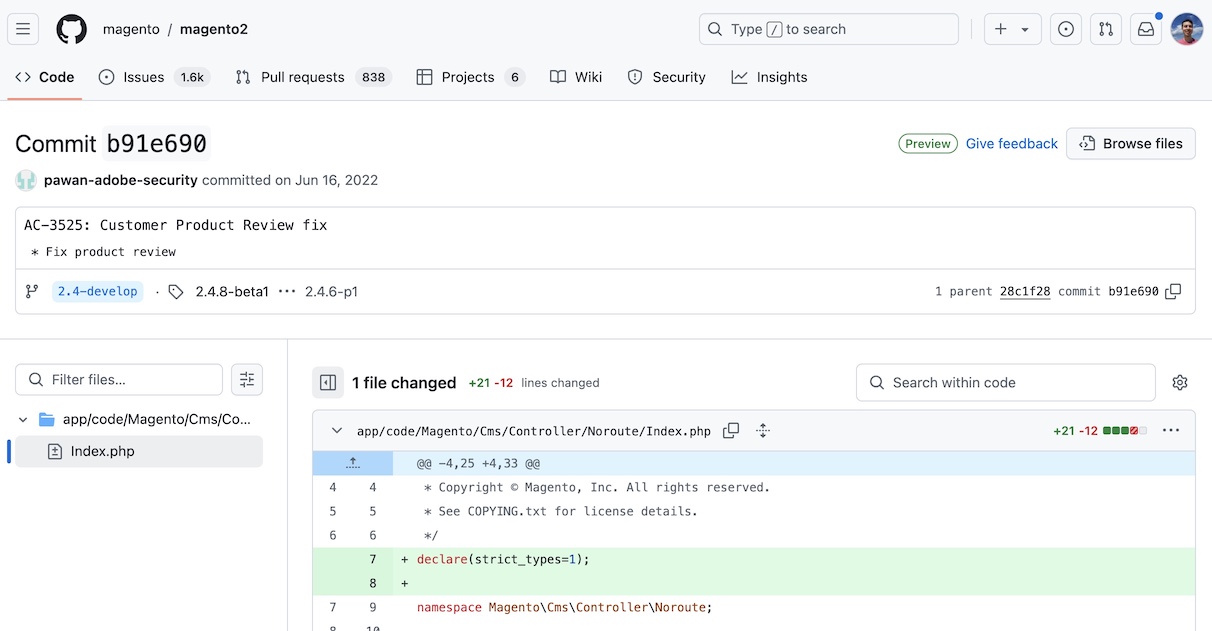 magento / magento2
Type / to search
Code Issues 1.6k Pull requests 838 Projects 6 Wiki Security Insights
Commit b91e690
Preview Give feedback Browse files
pawan-adobe-security committed on Jun 16, 2022
AC-3525: Customer Product Review fix
* Fix product review
2.4-develop · 2.4.8-beta1 ··· 2.4.6-p1
1 parent 28c1f28 commit b91e690
Filter files...
app/code/Magento/Cms/Co...
Index.php
1 file changed +21 -12 lines changed
Search within code
app/code/Magento/Cms/Controller/Noroute/Index.php
+21 -12
@@ -4,25 +4,33 @@
4 4 * Copyright © Magento, Inc. All rights reserved.
5 5 * See COPYING.txt for license details.
6 6 */
7 + declare(strict_types=1);
8 +
7 9 namespace Magento\Cms\Controller\Noroute;
8 10